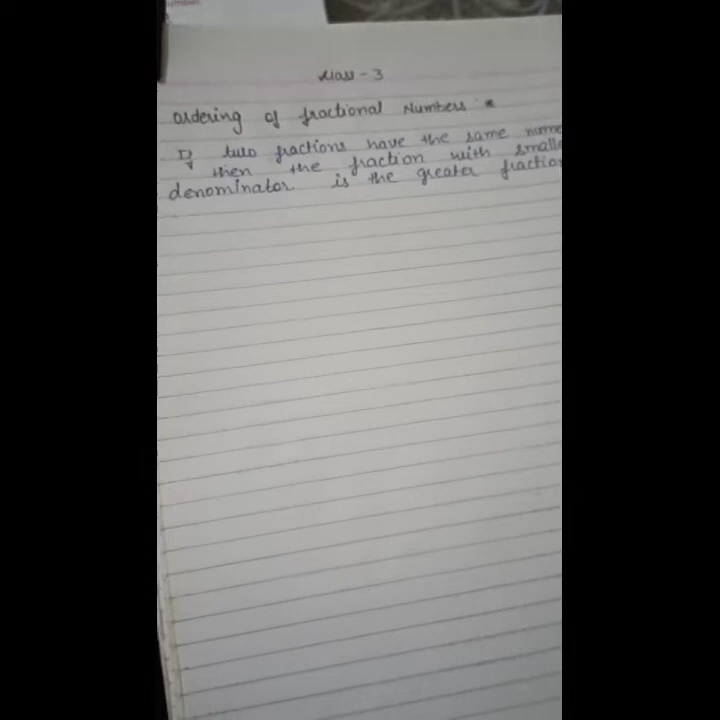 Class - 3
Ordering of fractional Numbers
If two fractions have the same nume
then the fraction with smalle
denominator is the greater fraction